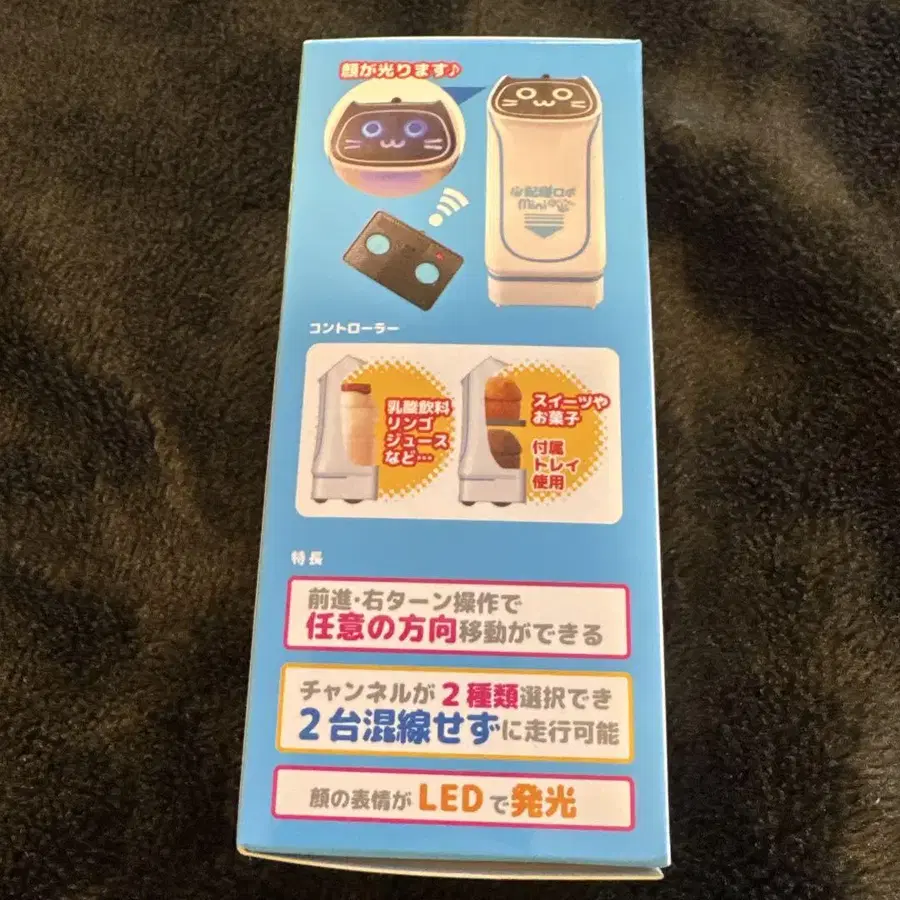 顔が光ります♪
配膳ロボ
コントローラー
乳酸飲料
リンゴ
ジュース
など…
スイーツや
お菓子
付属
トレイ
使用
特長
前進・右ターン操作で
任意の方向移動ができる
チャンネルが2種類選択でき
2台混線せずに走行可能
顔の表情がLEDで発光